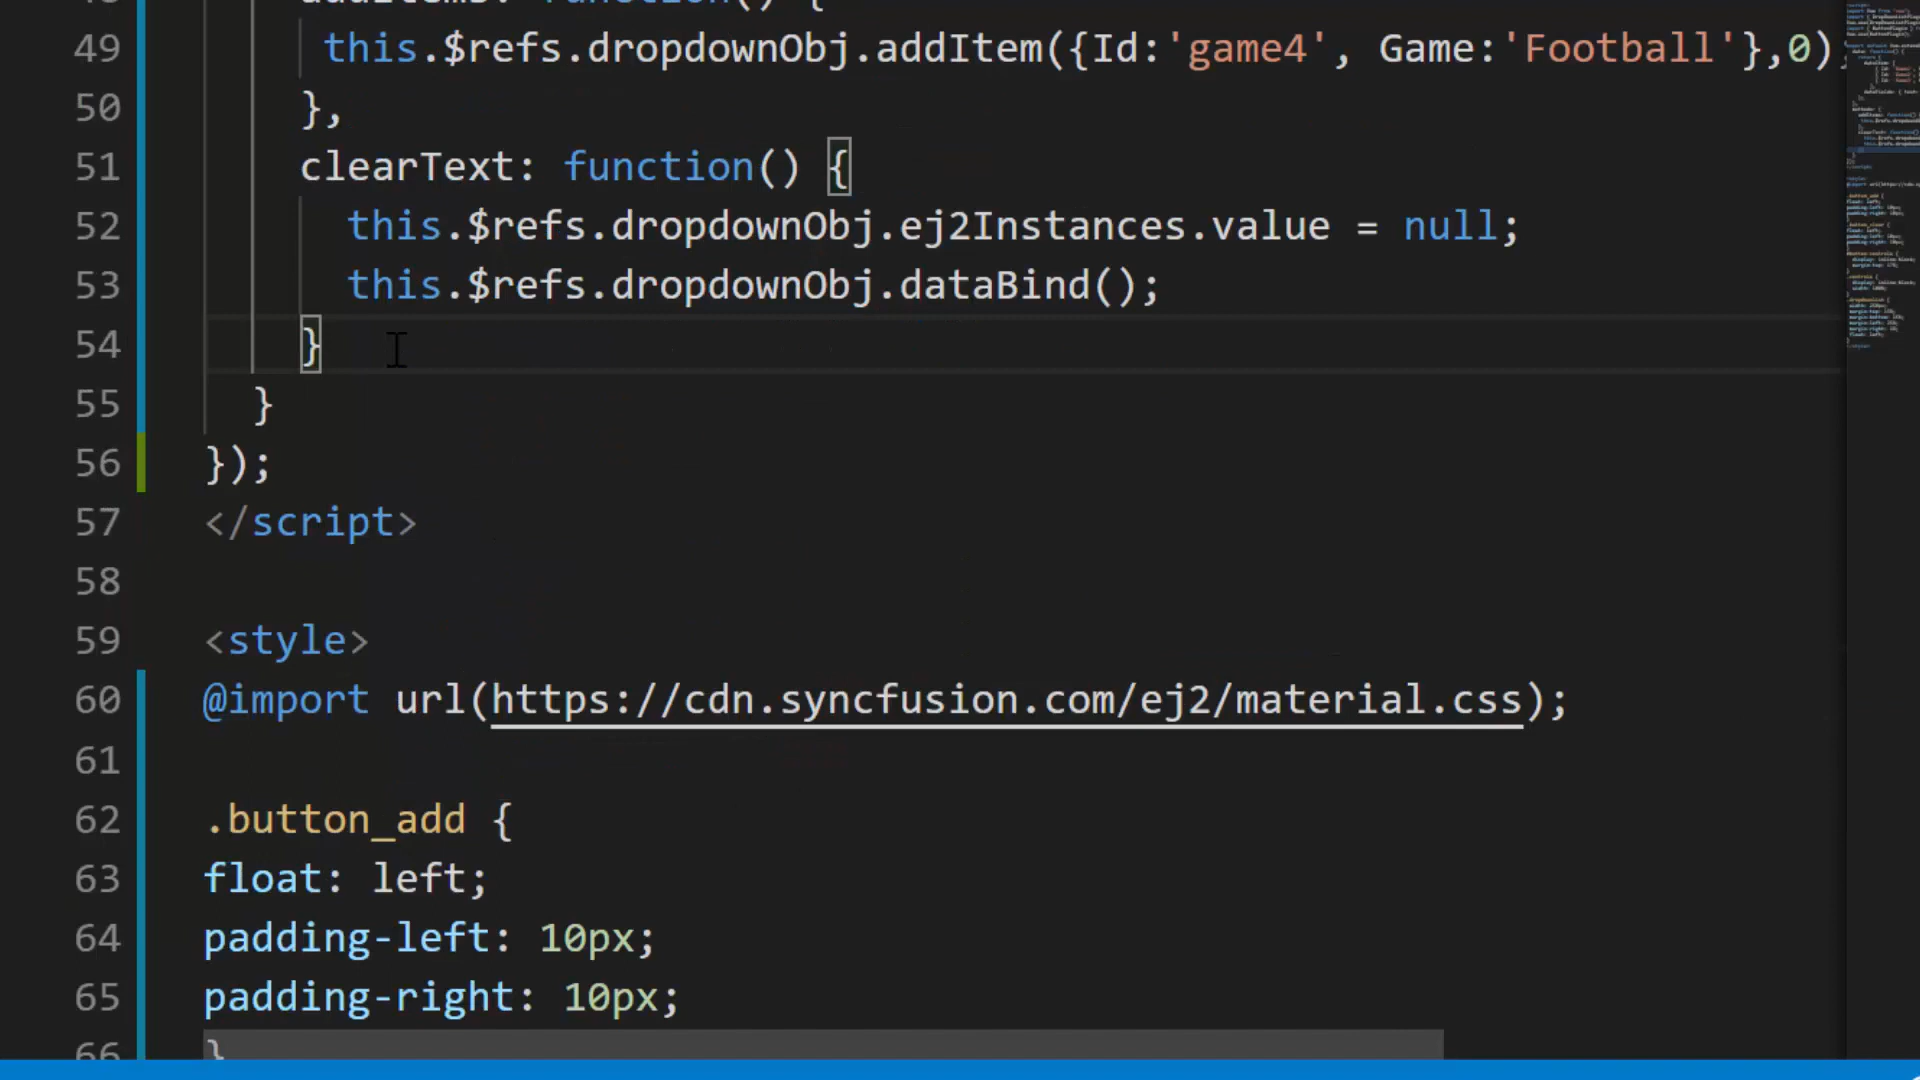 49 this.$refs.dropdownObj.addItem({Id:'game4', Game:'Football'},0)
50 },
51 clearText: function() {
52 this.$refs.dropdownObj.ej2Instances.value = null;
53 this.$refs.dropdownObj.dataBind();
54 }
55 }
56 });
57 </script>
58
59 <style>
60 @import url(https://cdn.syncfusion.com/ej2/material.css);
61
62 .button_add {
63 float: left;
64 padding-left: 10px;
65 padding-right: 10px;
66 }